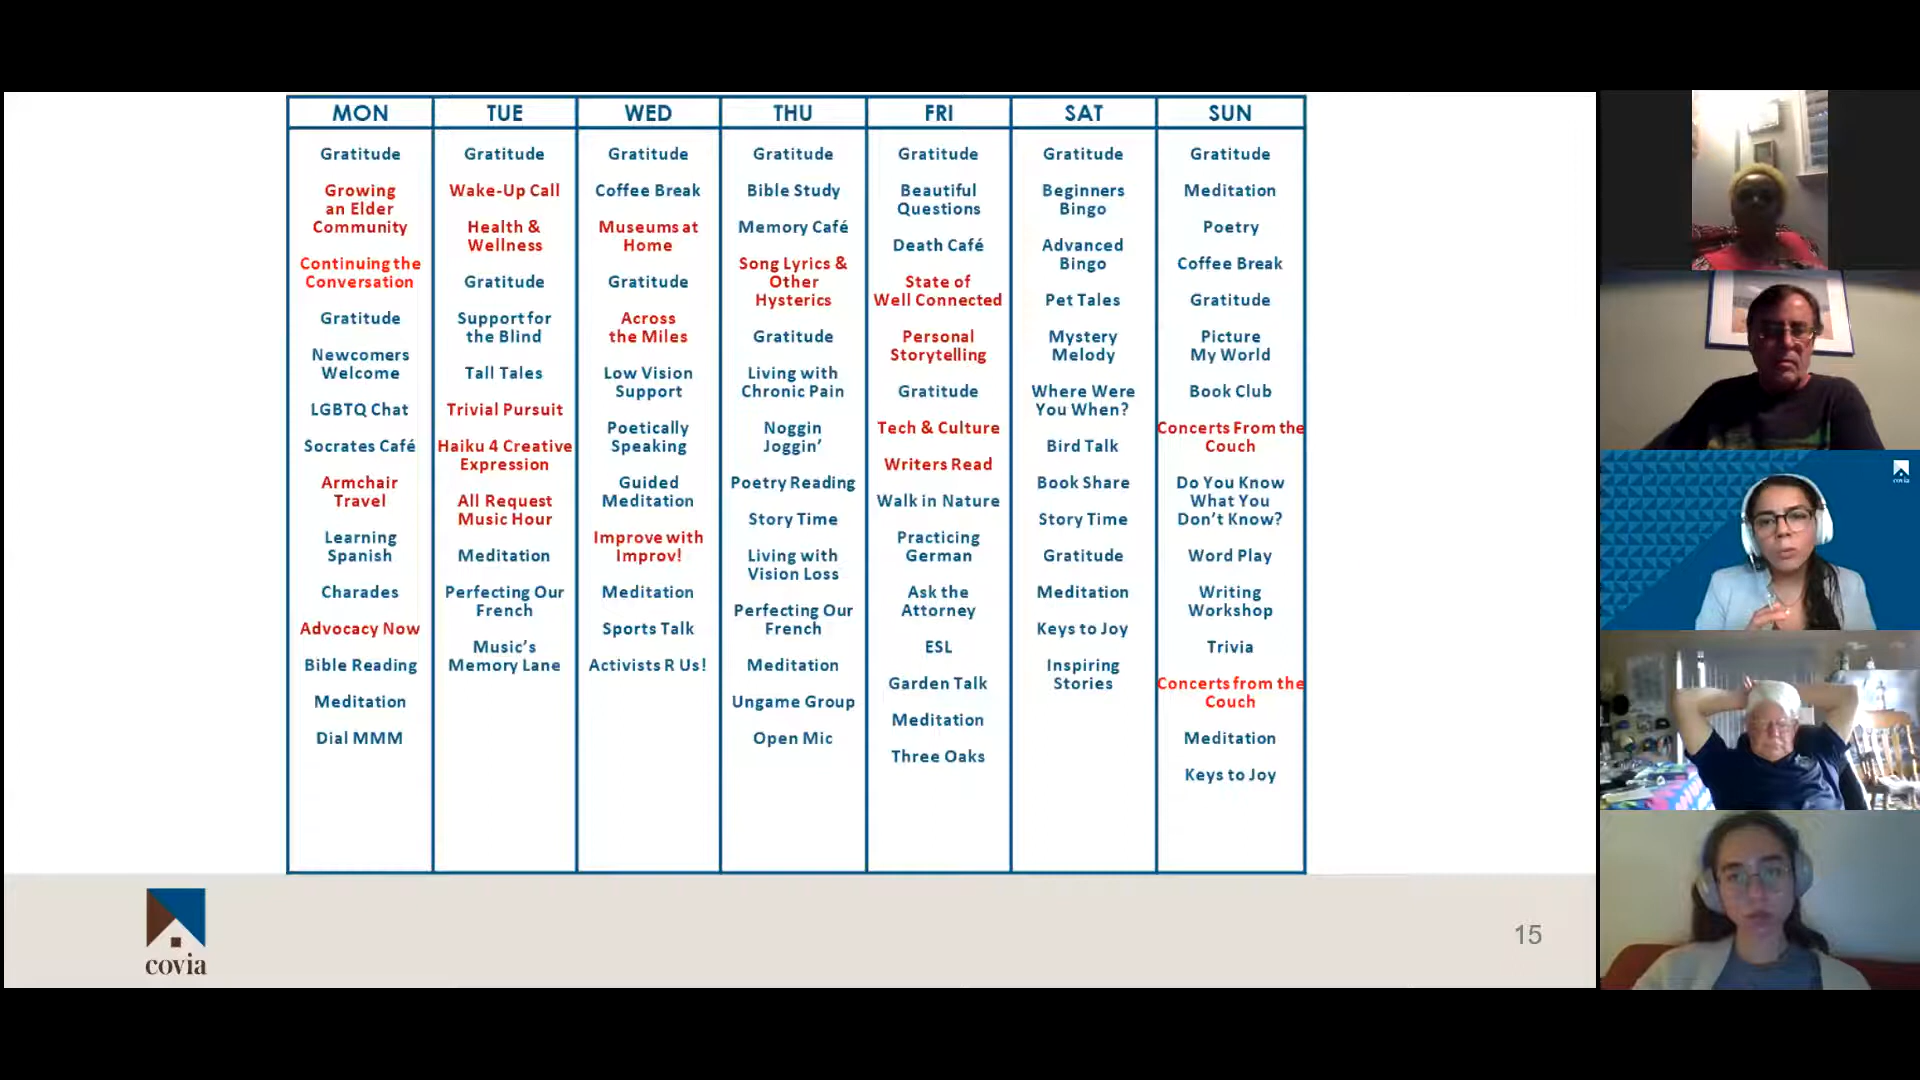 MON
Gratitude
Growing
an Elder
Community
Continuing the
Conversation
Gratitude
Newcomers
Welcome
LGBTQ Chat
Socrates Café
Armchair
Travel
Learning
Spanish
Charades
Advocacy Now
Bible Reading
Meditation
Dial MMM
TUE
Gratitude
Wake-Up Call
Health &
Wellness
Gratitude
Support for
the Blind
Tall Tales
Trivial Pursuit
Haiku 4 Creative
Expression
All Request
Music Hour
Meditation
Perfecting Our
French
Music's
Memory Lane
WED
Gratitude
Coffee Break
Museums at
Home
Gratitude
Across
the Miles
Low Vision
Support
Poetically
Speaking
Guided
Meditation
Improve with
Improv!
Meditation
Sports Talk
Activists R Us!
THU
Gratitude
Bible Study
Memory Café
Song Lyrics &
Other
Hysterics
Gratitude
Living with
Chronic Pain
Noggin
Joggin'
Poetry Reading
Story Time
Living with
Vision Loss
Perfecting Our
French
Meditation
Ungame Group
Open Mic
FRI
Gratitude
Beautiful
Questions
Death Café
State of
Well Connected
Personal
Storytelling
Gratitude
Tech & Culture
Writers Read
Walk in Nature
Practicing
German
Ask the
Attorney
ESL
Garden Talk
Meditation
Three Oaks
SAT
Gratitude
Beginners
Bingo
Advanced
Bingo
Pet Tales
Mystery
Melody
Where Were
You When?
Bird Talk
Book Share
Story Time
Gratitude
Meditation
Keys to Joy
Inspiring
Stories
SUN
Gratitude
Meditation
Poetry
Coffee Break
Gratitude
Picture
My World
Book Club
Concerts From the
Couch
Do You Know
What You
Don't Know?
Word Play
Writing
Workshop
Trivia
Concerts from the
Couch
Meditation
Keys to Joy
covia
15
covia